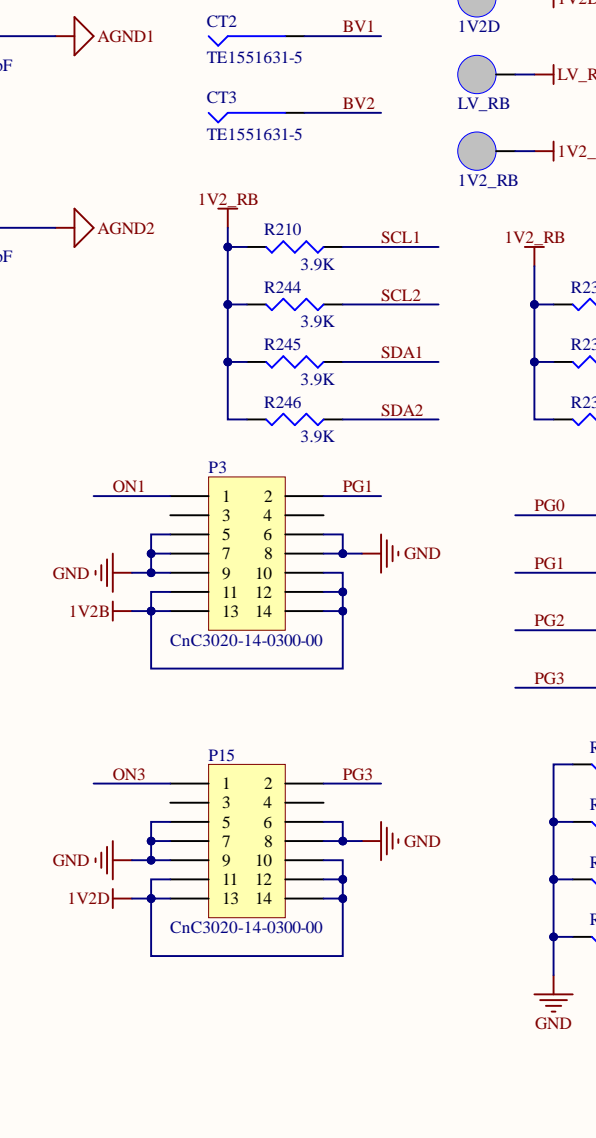 1V2D
CT2
BV1
TE1551631-5
AGND1
LV_RB
CT3
BV2
TE1551631-5
1V2_RB
1V2_RB
AGND2
R210
SCL1
3.9K
1V2_RB
R244
SCL2
3.9K
R245
SDA1
3.9K
R246
SDA2
3.9K
P3
ON1
1 2
PG1
3 4
5 6
7 8
GND
9 10
GND
11 12
1V2B
13 14
CnC3020-14-0300-00
PG0
PG1
PG2
PG3
P15
ON3
1 2
PG3
3 4
5 6
7 8
GND
9 10
GND
11 12
1V2D
13 14
CnC3020-14-0300-00
GND